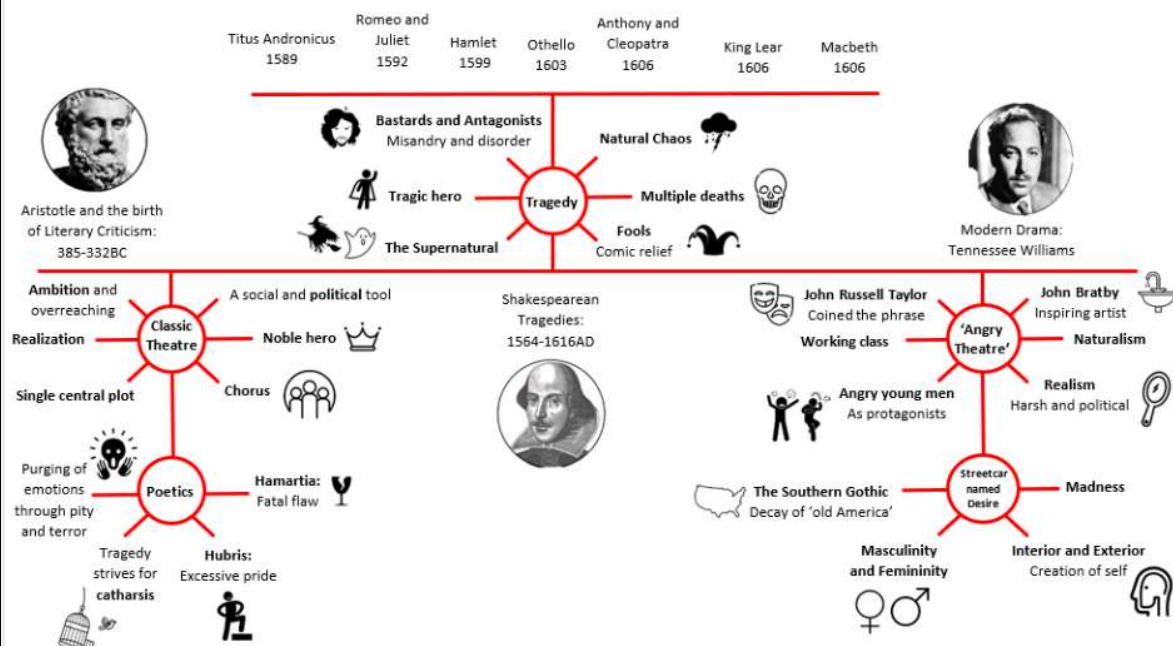 Titus Andronicus
1589
Romeo and
Juliet
1592
Hamlet
1599
Othello
1603
Anthony and
Cleopatra
1606
King Lear
1606
Macbeth
1606
Bastards and Antagonists
Misandry and disorder
Natural Chaos
Tragic hero
Tragedy
Multiple deaths
The Supernatural
Fools
Comic relief
Aristotle and the birth
of Literary Criticism:
385-332BC
Modern Drama:
Tennessee Williams
Ambition and
overreaching
A social and political tool
Realization
Classic
Theatre
Noble hero
Single central plot
Chorus
Shakespearean
Tragedies:
1564-1616AD
John Russell Taylor
Coined the phrase
John Bratby
Inspiring artist
Working class
‘Angry
Theatre’
Naturalism
Angry young men
As protagonists
Realism
Harsh and political
Purging of
emotions
through pity
and terror
Poetics
Hamartia:
Fatal flaw
Tragedy
strives for
catharsis
Hubris:
Excessive pride
The Southern Gothic
Decay of ‘old America’
Streetcar
named
Desire
Madness
Masculinity
and Femininity
Interior and Exterior
Creation of self